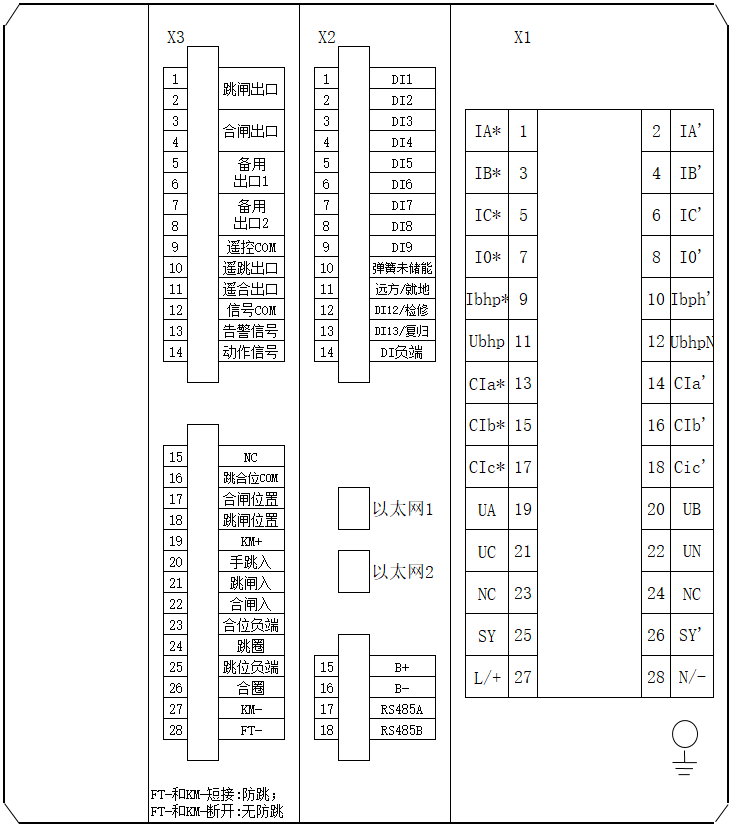 X3
1
2
跳闸出口
3
4
合闸出口
5
6
备用
出口1
7
8
备用
出口2
9 遥控COM
10 遥跳出口
11 遥合出口
12 信号COM
13 告警信号
14 动作信号
15 NC
16 跳合位COM
17 合闸位置
18 跳闸位置
19 KM+
20 手跳入
21 跳闸入
22 合闸入
23 合位负端
24 跳圈
25 跳位负端
26 合圈
27 KM-
28 FT-
FT-和KM-短接:防跳；
FT-和KM-断开:无防跳
X2
1 DI1
2 DI2
3 DI3
4 DI4
5 DI5
6 DI6
7 DI7
8 DI8
9 DI9
10 弹簧未储能
11 远方/就地
12 DI12/检修
13 DI13/复归
14 DI负端
以太网1
以太网2
15 B+
16 B-
17 RS485A
18 RS485B
X1
IA* 1 2 IA'
IB* 3 4 IB'
IC* 5 6 IC'
I0* 7 8 I0'
Ibhp* 9 10 Ibph'
Ubhp 11 12 UbhpN
CIa* 13 14 CIa'
CIb* 15 16 CIb'
CIc* 17 18 Cic'
UA 19 20 UB
UC 21 22 UN
NC 23 24 NC
SY 25 26 SY'
L/+ 27 28 N/-